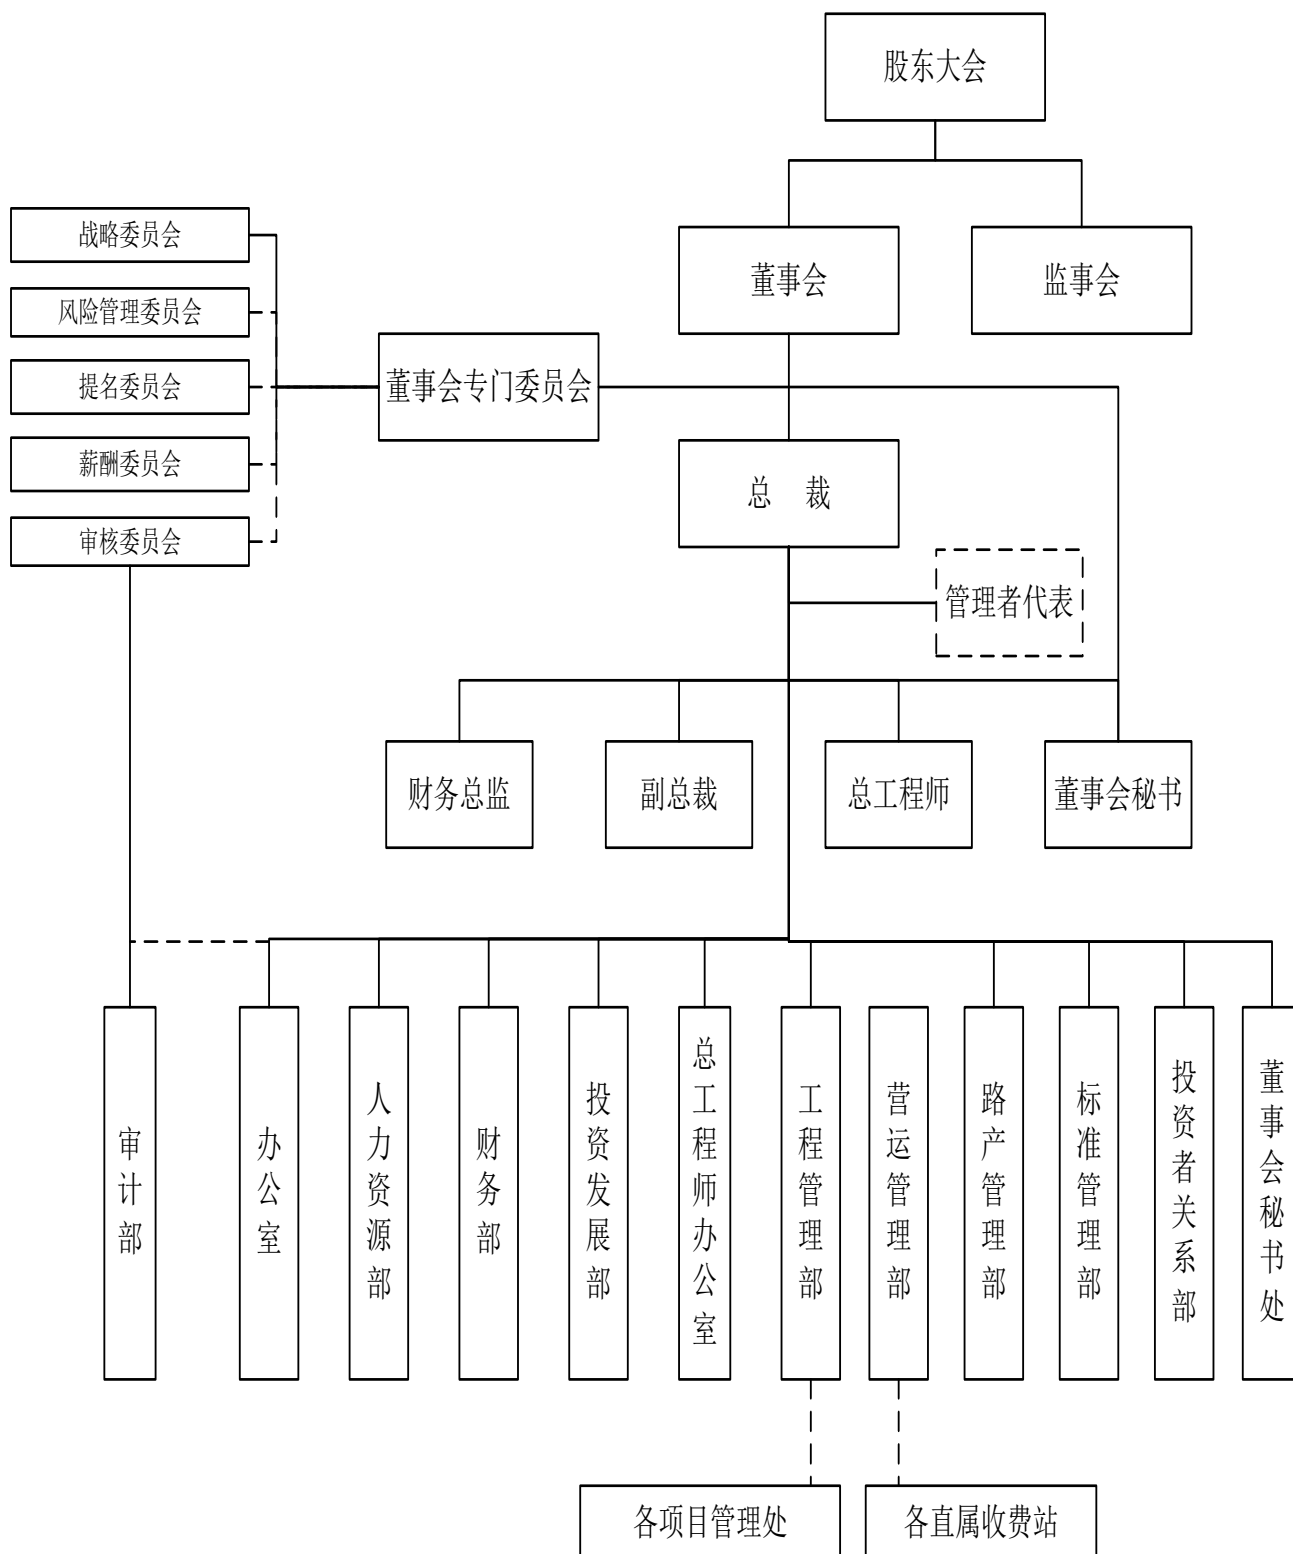 股东大会
董事会
监事会
战略委员会
风险管理委员会
提名委员会
薪酬委员会
审核委员会
董事会专门委员会
总 裁
管理者代表
财务总监
副总裁
总工程师
董事会秘书
审计部
办公室
人力资源部
财务部
投资发展部
总工程师办公室
工程管理部
营运管理部
路产管理部
标准管理部
投资者关系部
董事会秘书处
各项目管理处
各直属收费站